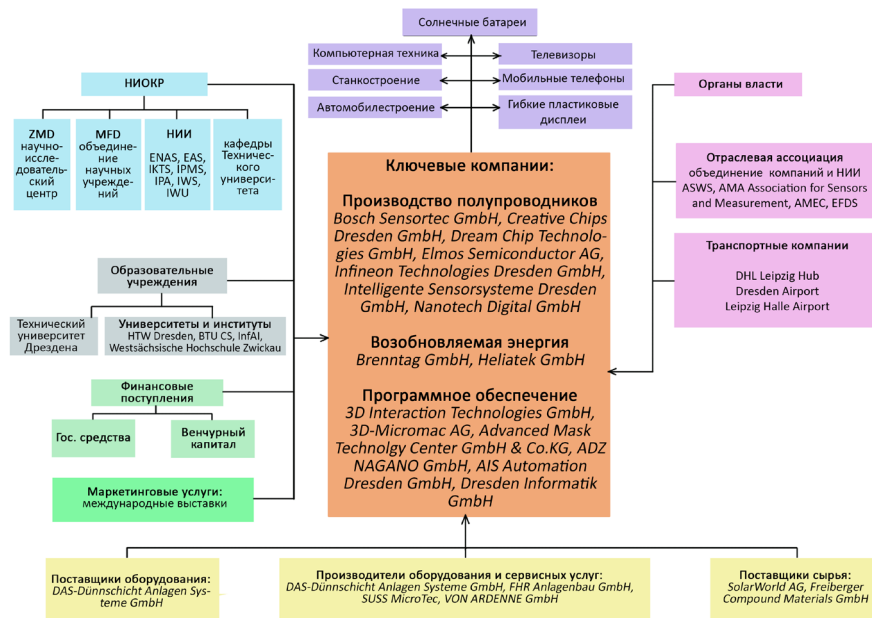 Солнечные батареи
Компьютерная техника
Телевизоры
Станкостроение
Мобильные телефоны
Автомобилестроение
Гибкие пластиковые
дисплеи
НИОКР
ZMD
научно-
исслед-
овательь-
ский
центр
MFD
объединение
научных
учреждений
НИИ
ENAS, EAS,
IKTS, IPMS,
IPA, IWS,
IWU
кафедры
Техничес-
кого
универси-
тета
Образовательные
учреждения
Технический
университет
Дрездена
Университеты и институты
HTW Dresden, BTU CS, InfAI,
Westsächsische Hochschule Zwickau
Финансовые
поступления
Гос. средства
Венчурный
капитал
Маркетинговые услуги:
международные выставки
Ключевые компании:
Производство полупроводников
Bosch Sensortec GmbH, Creative Chips
Dresden GmbH, Dream Chip Technolo-
gies GmbH, Elmos Semiconductor AG,
Infineon Technologies Dresden GmbH,
Intelligente Sensorsysteme Dresden
GmbH, Nanotech Digital GmbH
Возобновляемая энергия
Brenntag GmbH, Heliatek GmbH
Программное обеспечение
3D Interaction Technologies GmbH,
3D-Micromac AG, Advanced Mask
Technolgy Center GmbH & Co.KG, ADZ
NAGANO GmbH, AIS Automation
Dresden GmbH, Dresden Informatik
GmbH
Органы власти
Отраслевая ассоциация
объединение компаний и НИИ
ASWS, AMA Association for Sensors
and Measurement, AMEC, EFDS
Транспортные компании
DHL Leipzig Hub
Dresden Airport
Leipzig Halle Airport
Поставщики оборудования:
DAS-Dünnschicht Anlagen Sys-
teme GmbH
Производители оборудования и сервисных услуг:
DAS-Dünnschicht Anlagen Systeme GmbH, FHR Anlagenbau GmbH,
SUSS MicroTec, VON ARDENNE GmbH
Поставщики сырья:
SolarWorld AG, Freiberger
Compound Materials GmbH